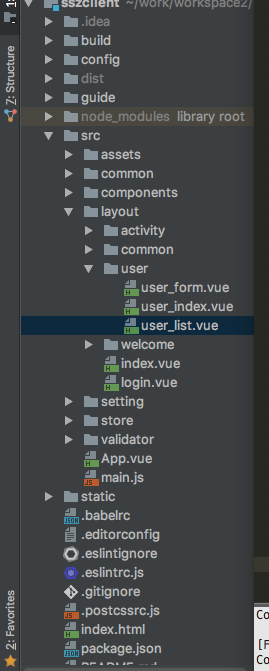 sszclient ~/work/workspace2/
.idea
build
config
dist
guide
node_modules library root
src
assets
common
components
layout
activity
common
user
user_form.vue
user_index.vue
user_list.vue
welcome
index.vue
login.vue
setting
store
validator
App.vue
main.js
static
.babelrc
.editorconfig
.eslintignore
.eslintrc.js
.gitignore
.postcssrc.js
index.html
package.json
README.md
Z: Structure
2: Favorites
Co
[F
Co